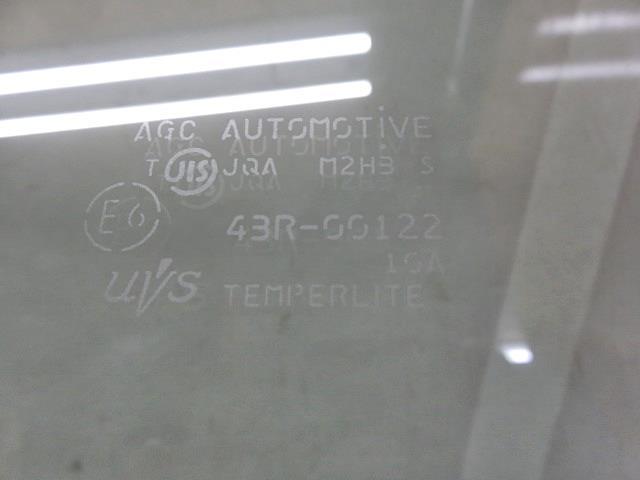 AGC AUTOMOTIVE
T JIS JQA M2H3 S
E6 43R-00122
10A
UVS TEMPERLITE